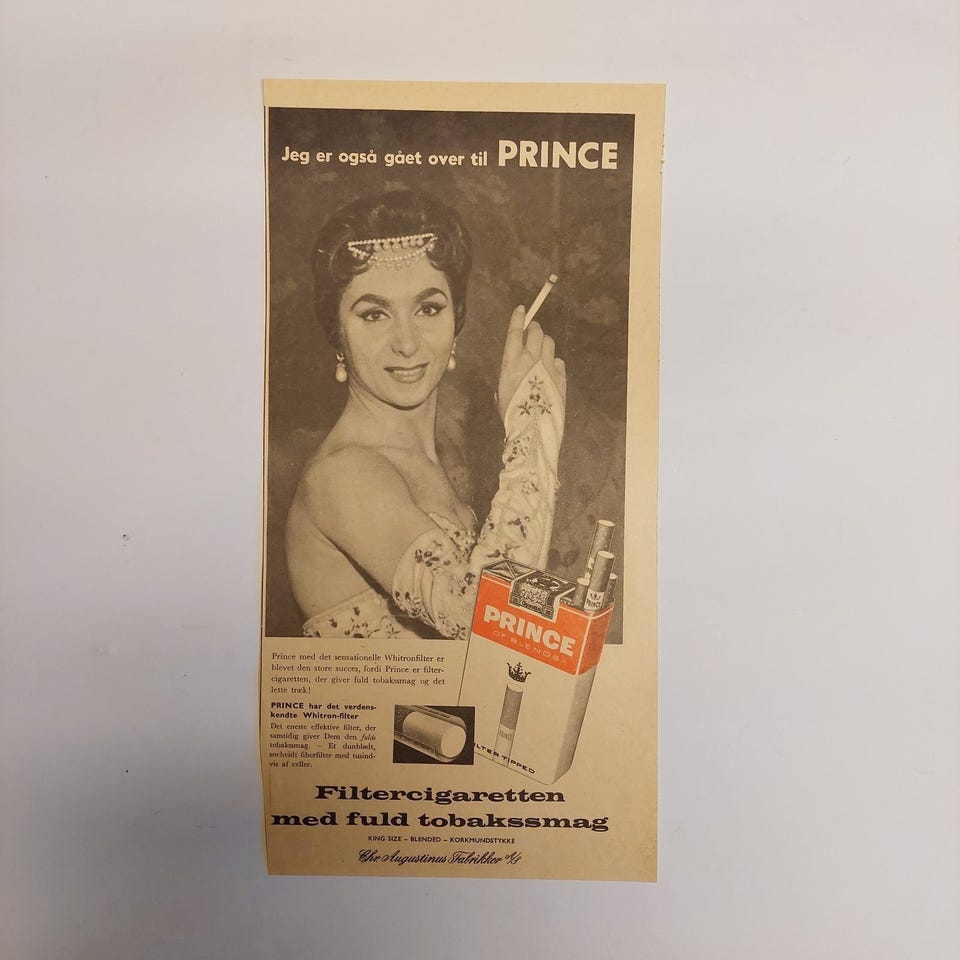 Jeg er også gået over til PRINCE
PRINCE
PRINCE
OF BLENDS
PRINCE
FILTER TIPPED
Prince med det sensationelle Whitronfilter er
blevet den store succes, fordi Prince er filter-
cigaretten, der giver fuld tobakssmag og det
lette træk!
PRINCE har det verdens-
kendte Whitron-filter
Det eneste effektive filter, der
samtidig giver Dem den fulde
tobakssmag. – Et dunblødt,
snehvidt fiberfilter med tusind-
vis af celler.
Filtercigaretten
med fuld tobakssmag
KING SIZE – BLENDED – KORKMUNDSTYKKE
Chr. Augustinus Fabrikker A/S